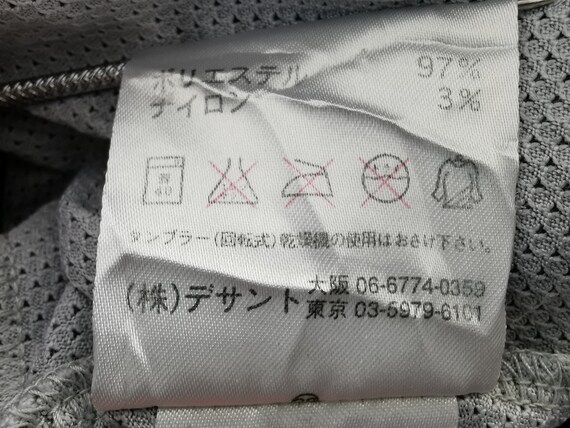 ポリエステル 97%
ナイロン 3%
弱
40
タンブラー(回転式)乾燥機の使用はおさけ下さい。
(株)デサント 大阪 06-6774-0359
東京 03-5979-6101